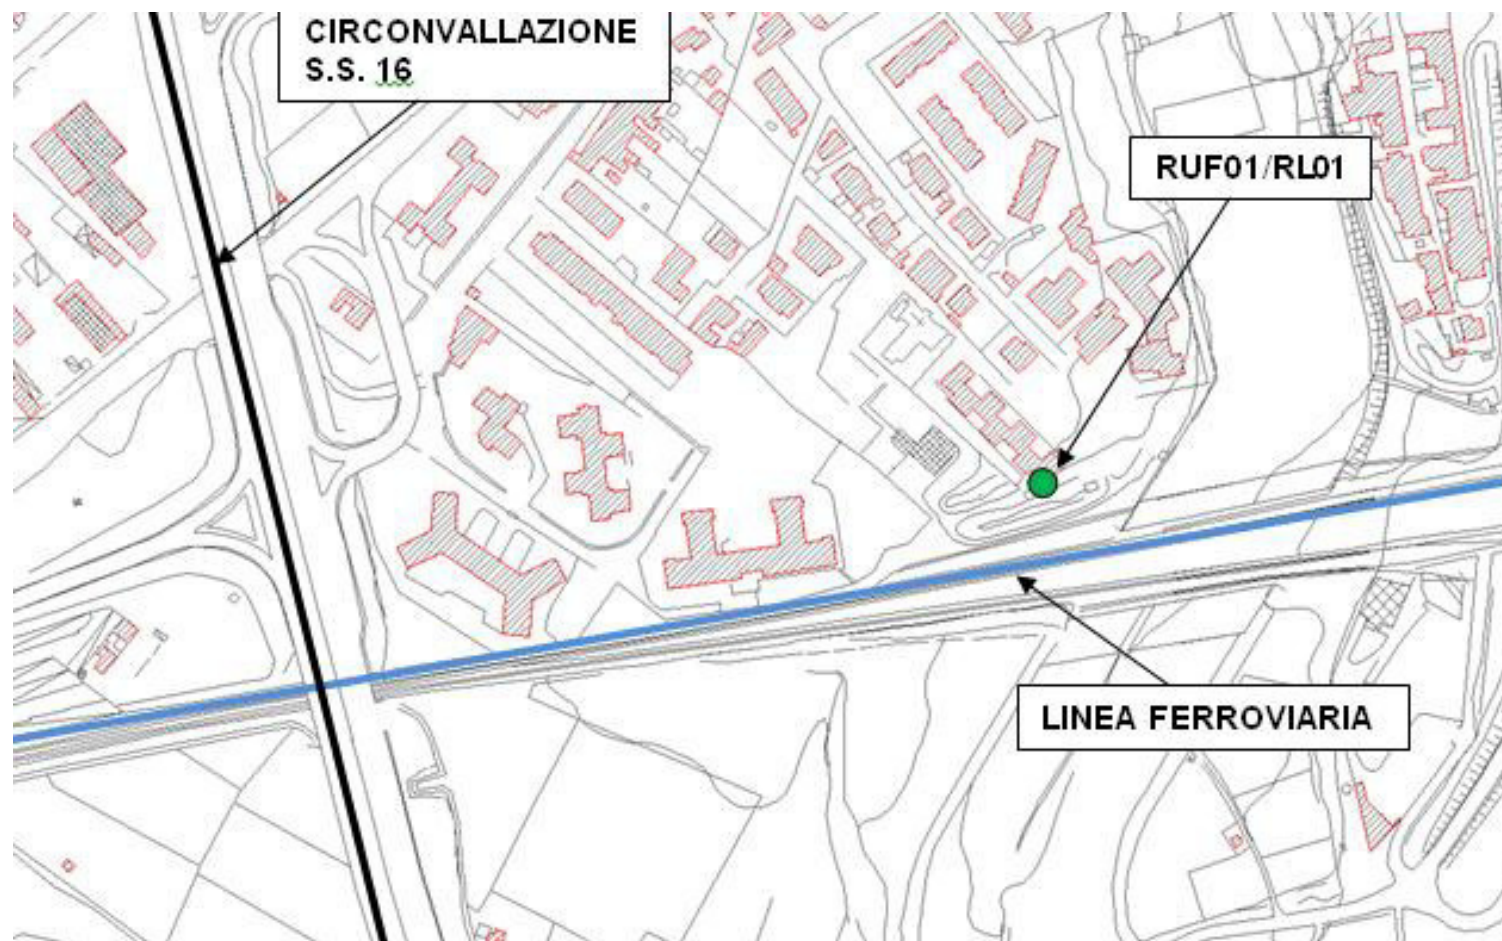 CIRCONVALLAZIONE
S.S. 16
RUF01/RL01
LINEA FERROVIARIA